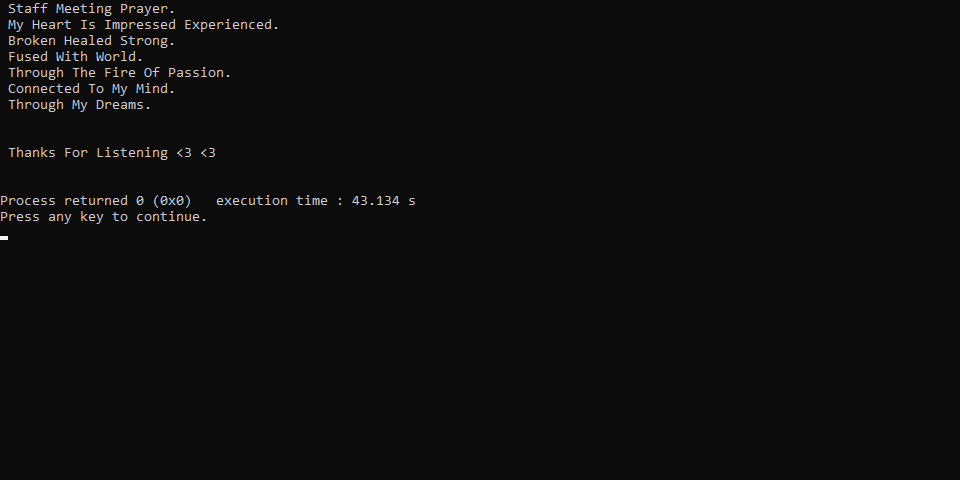 Staff Meeting Prayer.
My Heart Is Impressed Experienced.
Broken Healed Strong.
Fused With World.
Through The Fire Of Passion.
Connected To My Mind.
Through My Dreams.
Thanks For Listening <3 <3
Process returned 0 (0x0)   execution time : 43.134 s
Press any key to continue.